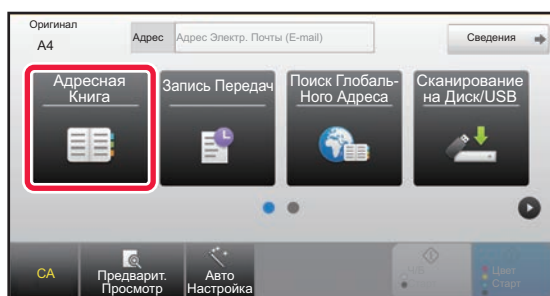 Оригинал
A4
Адрес
Адрес Электр. Почты (E-mail)
Сведения
Адресная
Книга
Запись Передач
Поиск Глобаль-
Ного Адреса
Сканирование
на Диск/USB
CA
Предварит.
Просмотр
Авто
Настройка
Ч/Б
Старт
Цвет
Старт